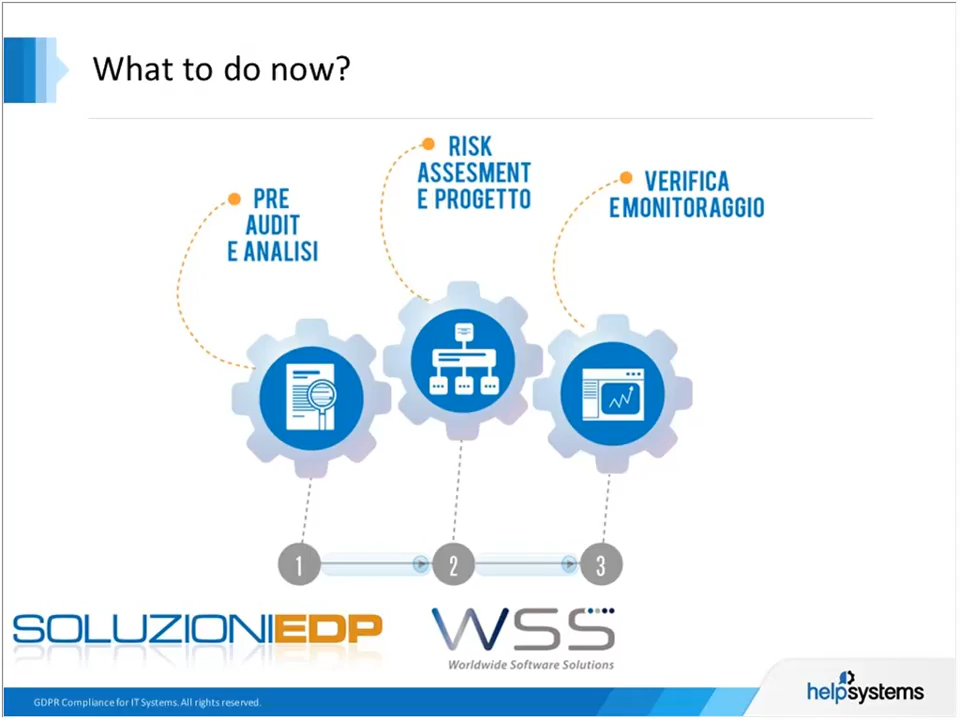 What to do now?
PRE
AUDIT
E ANALISI
RISK
ASSESMENT
E PROGETTO
VERIFICA
E MONITORAGGIO
1
2
3
SOLUZIONIEDP
WSS
Worldwide Software Solutions
GDPR Compliance for IT Systems. All rights reserved.
helpsystems